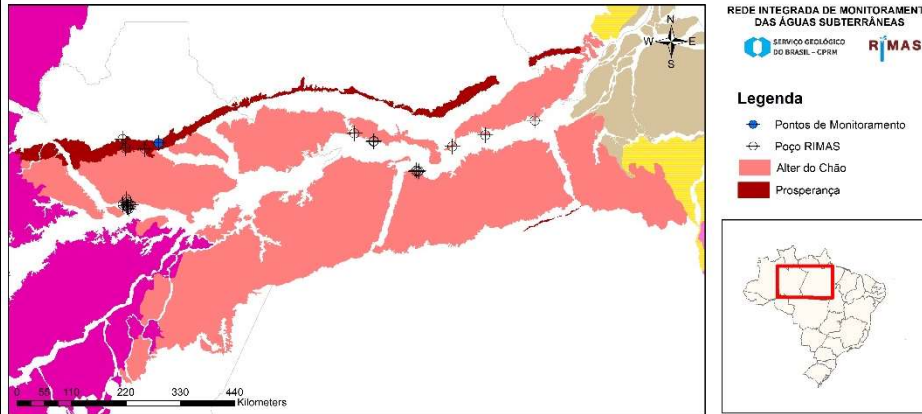 REDE INTEGRADA DE MONITORAMENT
DAS ÁGUAS SUBTERRÂNEAS
SERVIÇO GEOLÓGICO
DO BRASIL – CPRM
RIMAS
Legenda
Pontos de Monitoramento
Poço RIMAS
Alter do Chão
Prosperança
N
W E
S
0 55 110 220 330 440
Kilometers